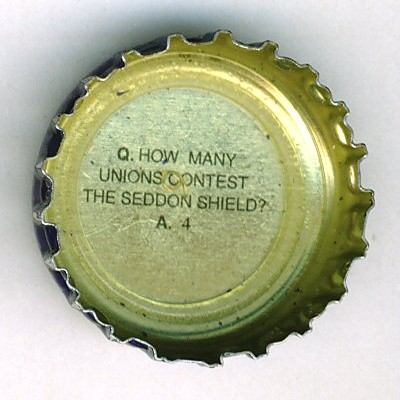 Q. HOW MANY
UNIONS CONTEST
THE SEDDON SHIELD?
A. 4